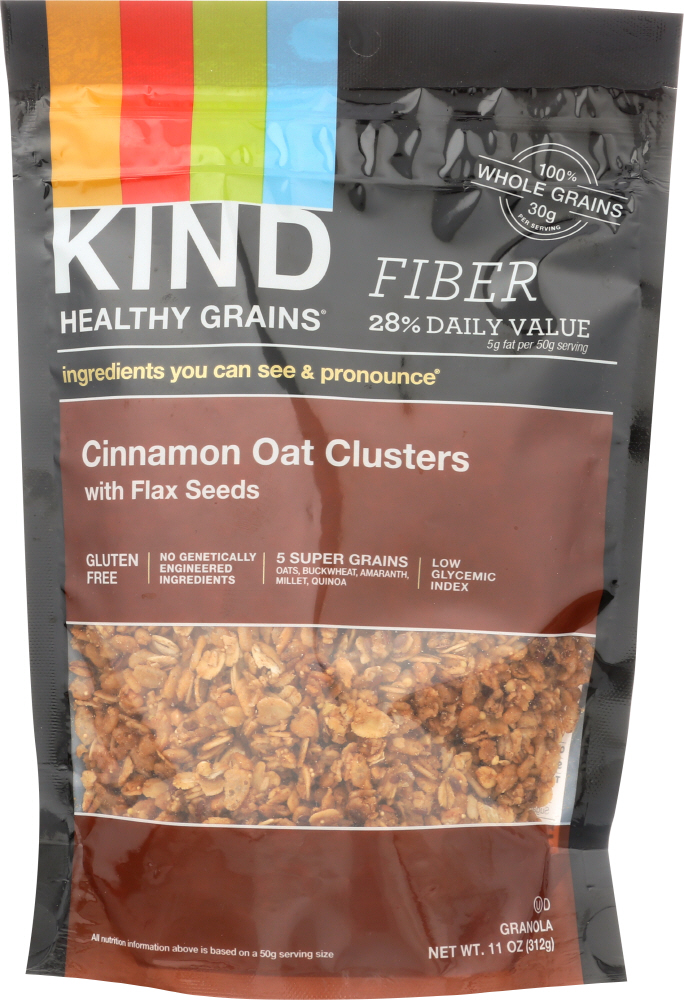 100%
WHOLE GRAINS
30g
PER SERVING
KIND
HEALTHY GRAINS®
FIBER
28% DAILY VALUE
5g fat per 50g serving
ingredients you can see & pronounce®
Cinnamon Oat Clusters
with Flax Seeds
GLUTEN
FREE
NO GENETICALLY
ENGINEERED
INGREDIENTS
5 SUPER GRAINS
OATS, BUCKWHEAT, AMARANTH,
MILLET, QUINOA
LOW
GLYCEMIC
INDEX
U D
GRANOLA
NET WT. 11 OZ (312g)
All nutrition information above is based on a 50g serving size